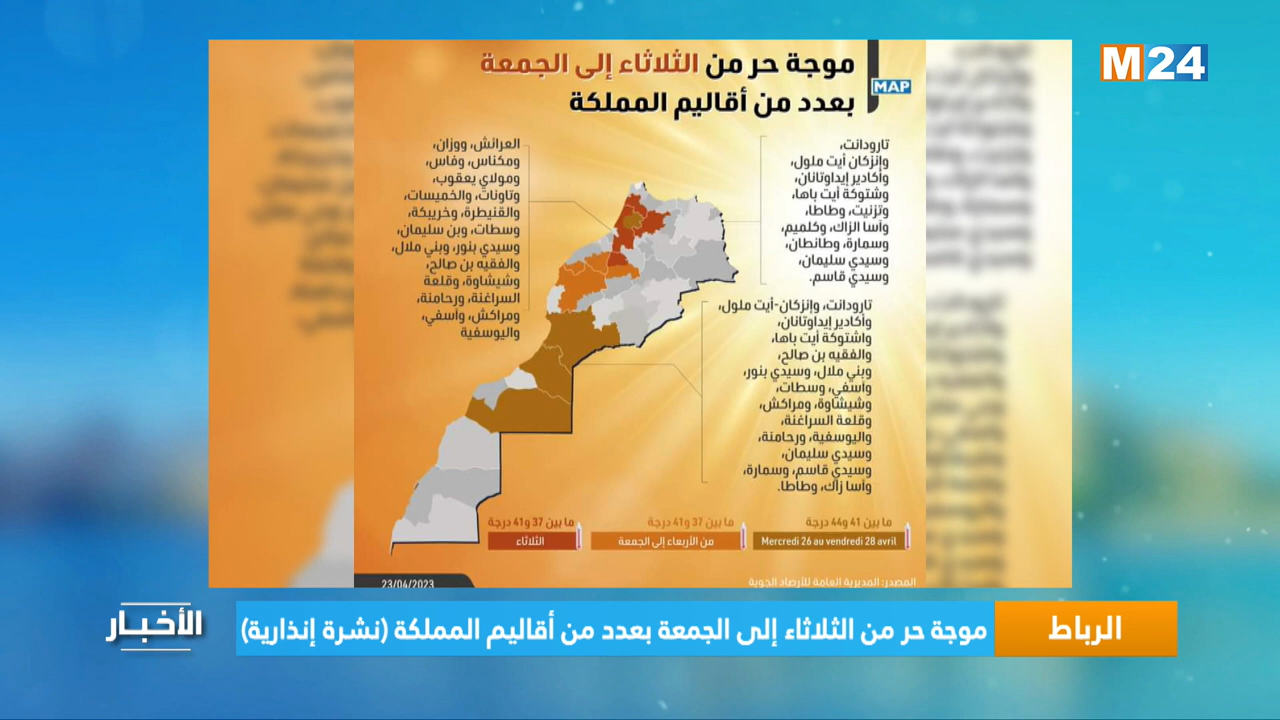 M24
موجة حر من الثلاثاء إلى الجمعة
بعدد من أقاليم المملكة
MAP
تارودانت،
وإنزكان أيت ملول،
وأكادير إيداوتانان،
وشتوكة أيت باها،
وتزنيت، وطاطا،
وآسا الزاك، وكلميم،
وسمارة، وطانطان،
وسيدي سليمان،
وسيدي قاسم.
العرائش، ووزان،
ومكناس، وفاس،
ومولاي يعقوب،
وتاونات، والخميسات،
والقنيطرة، وخريبكة،
وسطات، وبن سليمان،
وسيدي بنور، وبني ملال،
والفقيه بن صالح،
وشيشاوة، وقلعة
السراغنة، ورحامنة،
ومراكش، وآسفي،
واليوسفية
تارودانت، وإنزكان-أيت ملول،
وأكادير إيداوتانان،
واشتوكة أيت باها،
والفقيه بن صالح،
وبني ملال، وسيدي بنور،
وآسفي، وسطات،
وشيشاوة، ومراكش،
وقلعة السراغنة،
واليوسفية، ورحامنة،
وسيدي سليمان،
وسيدي قاسم، وسمارة،
وآسا زاك، وطاطا.
ما بين 41 و44 درجة
Mercredi 26 au vendredi 28 avril
ما بين 37 و41 درجة
من الأربعاء إلى الجمعة
ما بين 37 و41 درجة
الثلاثاء
المصدر: المديرية العامة للأرصاد الجوية
23/04/2023
الرباط
موجة حر من الثلاثاء إلى الجمعة بعدد من أقاليم المملكة (نشرة إنذارية)
الأخبار